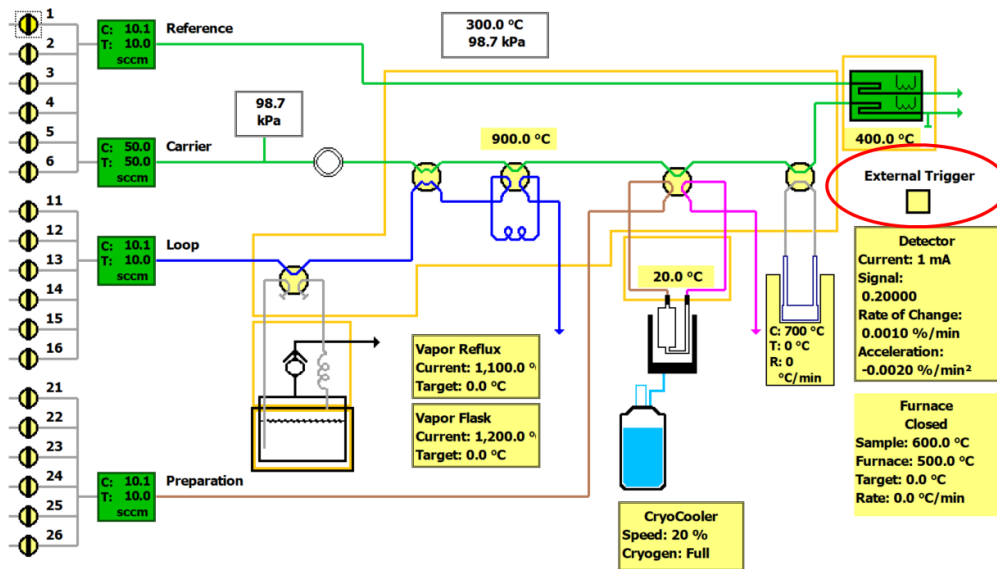 1
2
3
4
5
6
C: 10.1
T: 10.0
sccm
Reference
300.0 °C
98.7 kPa
98.7
kPa
C: 50.0
T: 50.0
sccm
Carrier
900.0 °C
400.0 °C
External Trigger
11
12
13
14
15
16
C: 10.1
T: 10.0
sccm
Loop
20.0 °C
C: 700 °C
T: 0 °C
R: 0
°C/min
Detector
Current: 1 mA
Signal:
0.20000
Rate of Change:
0.0010 %/min
Acceleration:
-0.0020 %/min²
Vapor Reflux
Current: 1,100.0 °
Target: 0.0 °C
Vapor Flask
Current: 1,200.0 °
Target: 0.0 °C
21
22
23
24
25
26
C: 10.1
T: 10.0
sccm
Preparation
CryoCooler
Speed: 20 %
Cryogen: Full
Furnace
Closed
Sample: 600.0 °C
Furnace: 500.0 °C
Target: 0.0 °C
Rate: 0.0 °C/min